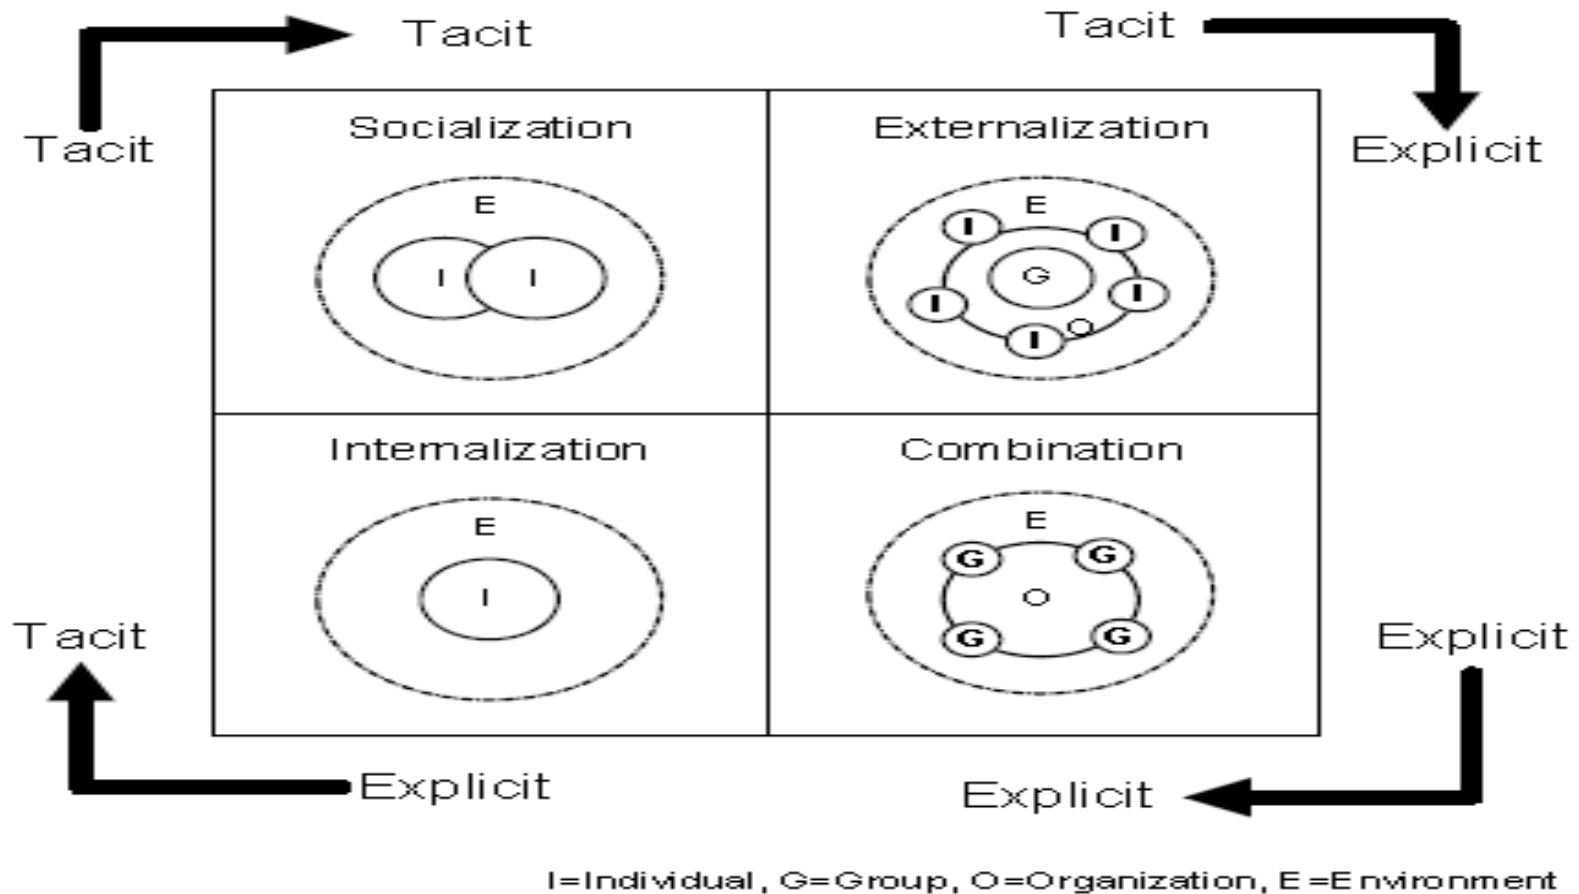 Tacit
Tacit
Tacit
Explicit
Socialization
E
I I
Externalization
E
I I
G
I I
O
I
Internalization
E
I
Combination
E
G G
O
G G
Tacit
Explicit
Explicit
Explicit
I=Individual, G=Group, O=Organization, E=Environment